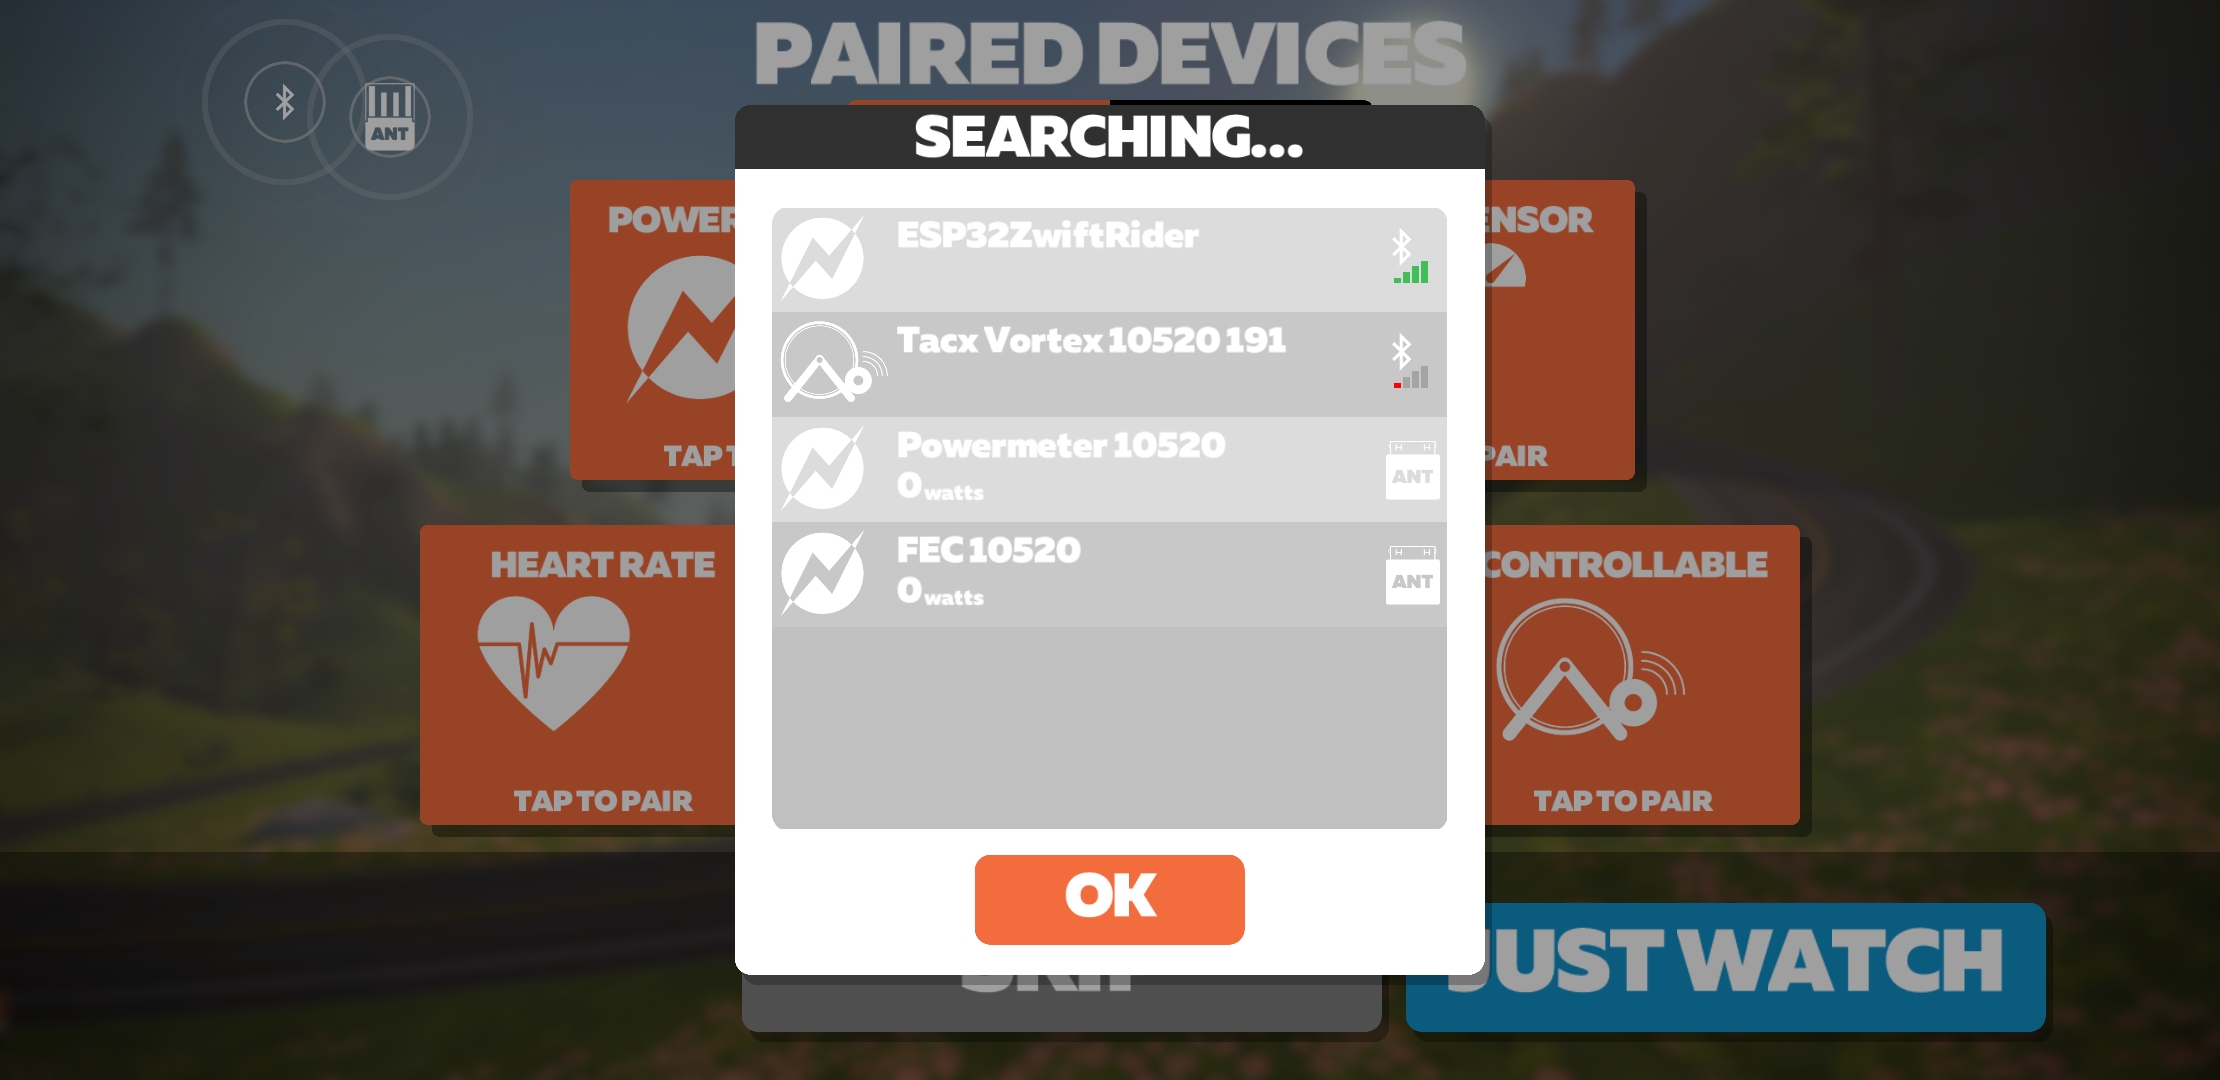 PAIRED DEVICES
ANT
SEARCHING...
POWER
ENSOR
ESP32ZwiftRider
Tacx Vortex 10520 191
Powermeter 10520
0 watts
ANT
TAP T
PAIR
FEC 10520
0 watts
ANT
HEART RATE
CONTROLLABLE
TAP TO PAIR
TAP TO PAIR
OK
JUST WATCH